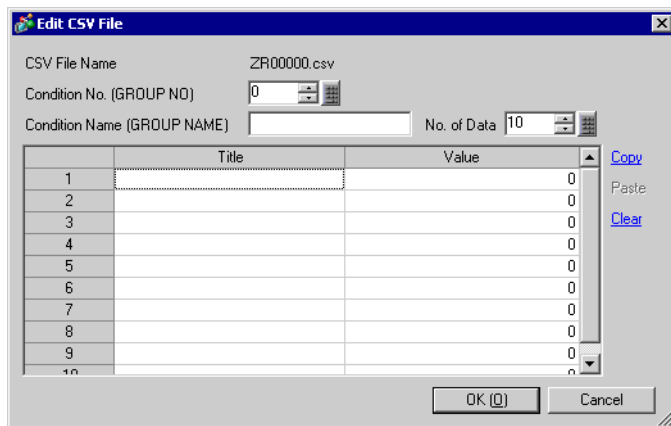 Edit CSV File
CSV File Name ZR00000.csv
Condition No. (GROUP NO) 0
Condition Name (GROUP NAME) No. of Data 10
Title Value
1 0
2 0
3 0
4 0
5 0
6 0
7 0
8 0
9 0
10 0
Copy
Paste
Clear
OK (O) Cancel